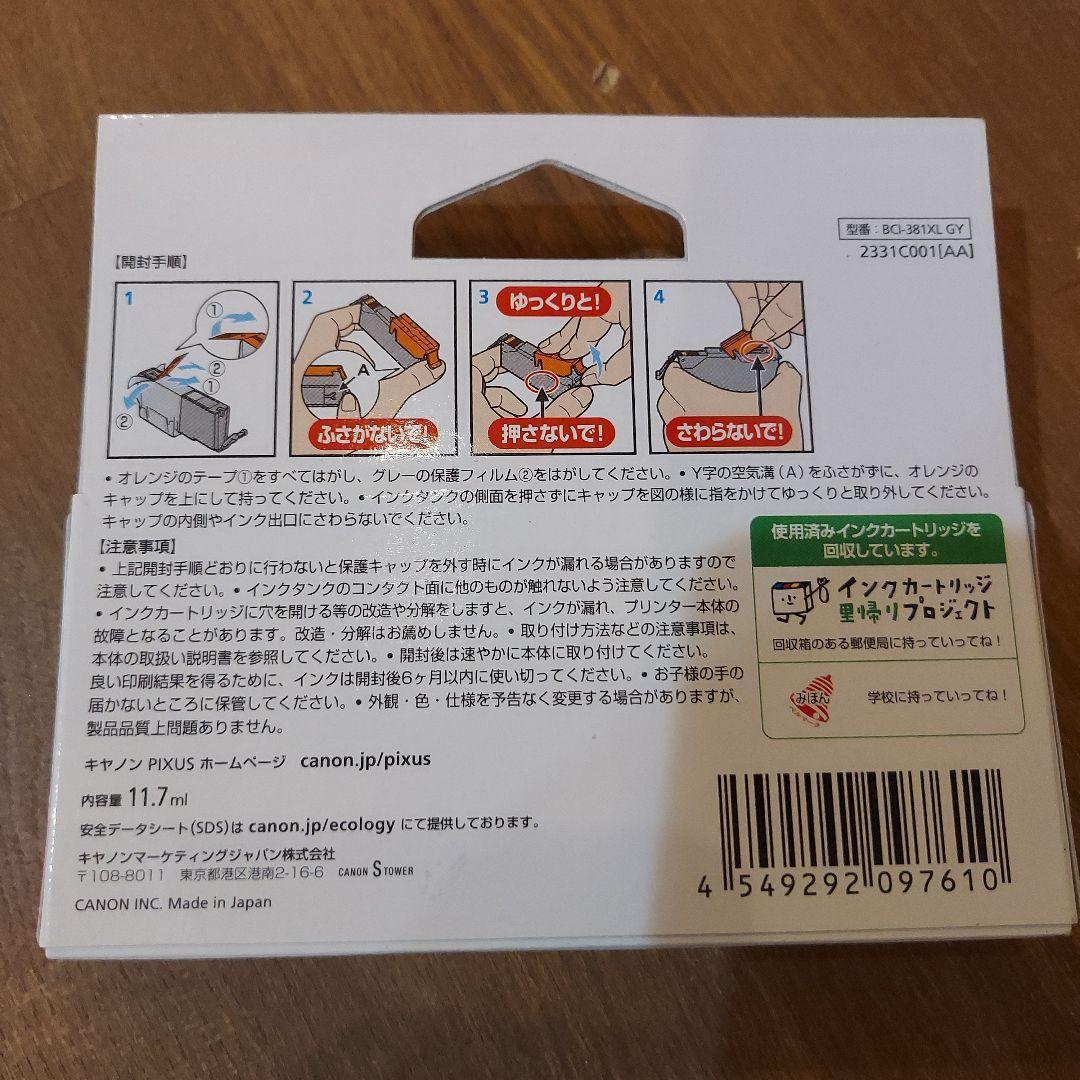 型番：BCI-381XL GY
2331C001[AA]
【開封手順】
1
①
②
①
②
2
A
ふさがないで!
3
ゆっくりと!
押さないで!
4
さわらないで!
・オレンジのテープ①をすべてはがし、グレーの保護フィルム②をはがしてください。・Y字の空気溝（A）をふさがずに、オレンジの
キャップを上にして持ってください。・インクタンクの側面を押さずにキャップを図の様に指をかけてゆっくりと取り外してください。
キャップの内側やインク出口にさわらないでください。
【注意事項】
・上記開封手順どおりに行わないと保護キャップを外す時にインクが漏れる場合がありますので
注意してください。・インクタンクのコンタクト面に他のものが触れないよう注意してください。
・インクカートリッジに穴を開ける等の改造や分解をしますと、インクが漏れ、プリンター本体の
故障となることがあります。改造・分解はお薦めしません。・取り付け方法などの注意事項は、
本体の取扱い説明書を参照してください。・開封後は速やかに本体に取り付けてください。
良い印刷結果を得るために、インクは開封後6ヶ月以内に使い切ってください。・お子様の手の
届かないところに保管してください。・外観・色・仕様を予告なく変更する場合がありますが、
製品品質上問題ありません。
使用済みインクカートリッジを
回収しています。
インクカートリッジ
里帰りプロジェクト
回収箱のある郵便局に持っていってね！
みほん
ベルマーク
学校に持っていってね！
キヤノン PIXUS ホームページ canon.jp/pixus
内容量 11.7ml
安全データシート(SDS)は canon.jp/ecology にて提供しております。
キヤノンマーケティングジャパン株式会社
〒108-8011 東京都港区港南2-16-6 CANON S TOWER
CANON INC. Made in Japan
4 549292 097610